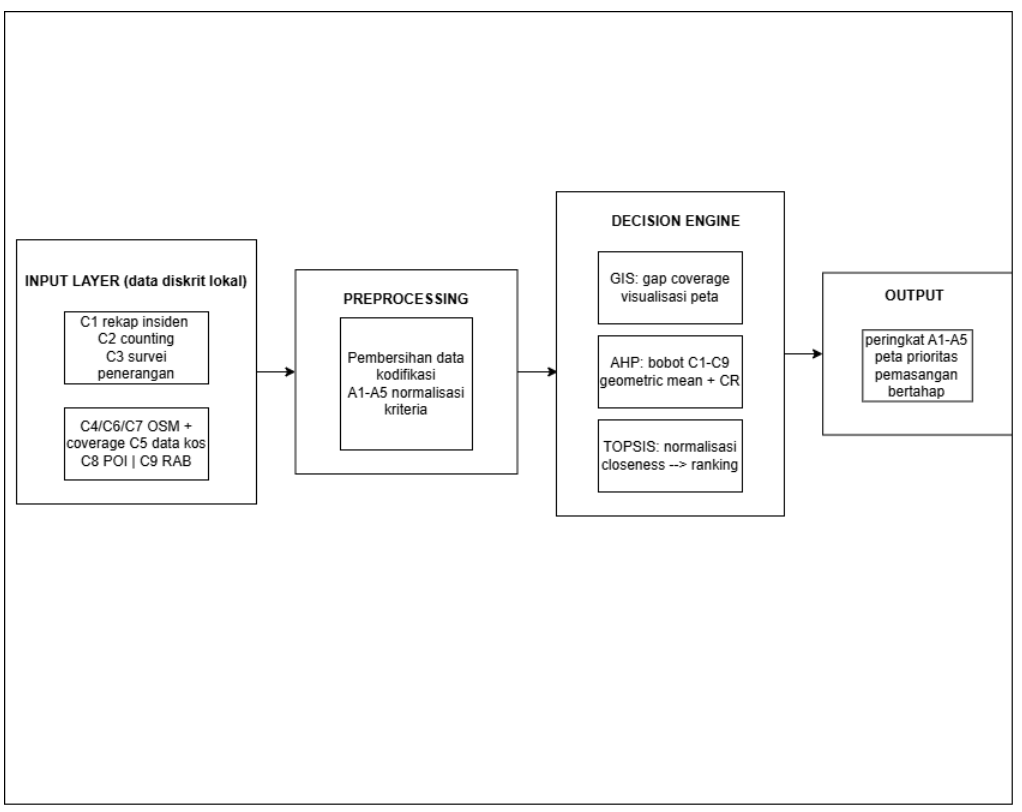 INPUT LAYER (data diskrit lokal)
C1 rekap insiden
C2 counting
C3 survei
penerangan
C4/C6/C7 OSM +
coverage C5 data kos
C8 POI | C9 RAB
PREPROCESSING
Pembersihan data
kodifikasi
A1-A5 normalisasi
kriteria
DECISION ENGINE
GIS: gap coverage
visualisasi peta
AHP: bobot C1-C9
geometric mean + CR
TOPSIS: normalisasi
closeness --> ranking
OUTPUT
peringkat A1-A5
peta prioritas
pemasangan
bertahap